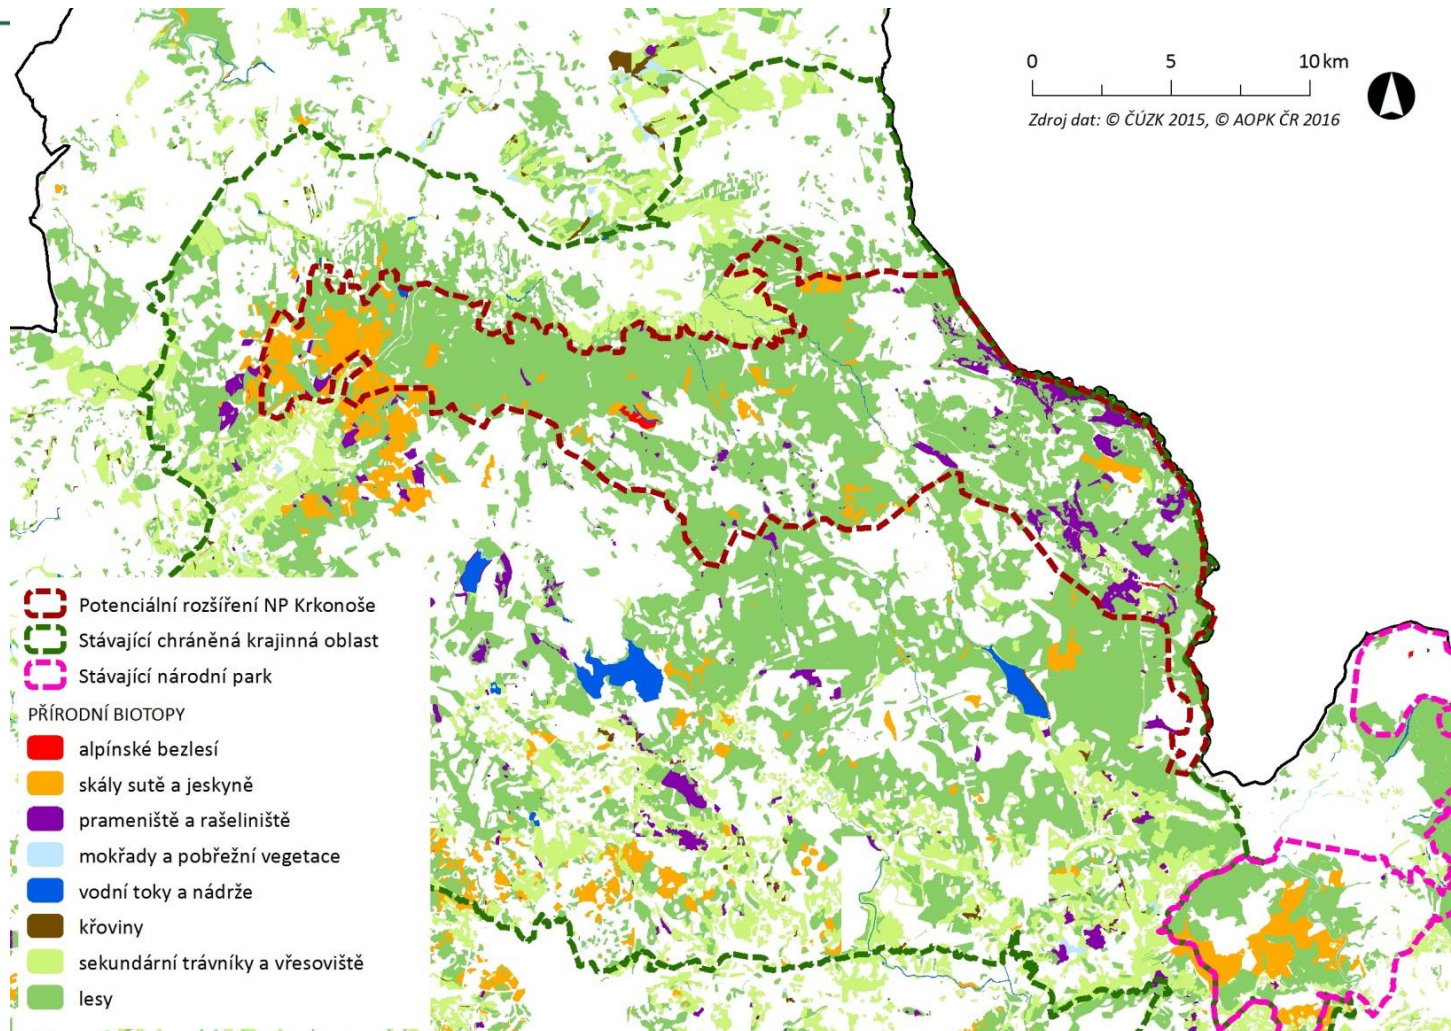 0 5 10 km
Zdroj dat: © ČÚZK 2015, © AOPK ČR 2016
Potenciální rozšíření NP Krkonoše
Stávající chráněná krajinná oblast
Stávající národní park
PŘÍRODNÍ BIOTOPY
alpínské bezlesí
skály sutě a jeskyně
prameniště a rašeliniště
mokřady a pobřežní vegetace
vodní toky a nádrže
křoviny
sekundární trávníky a vřesoviště
lesy